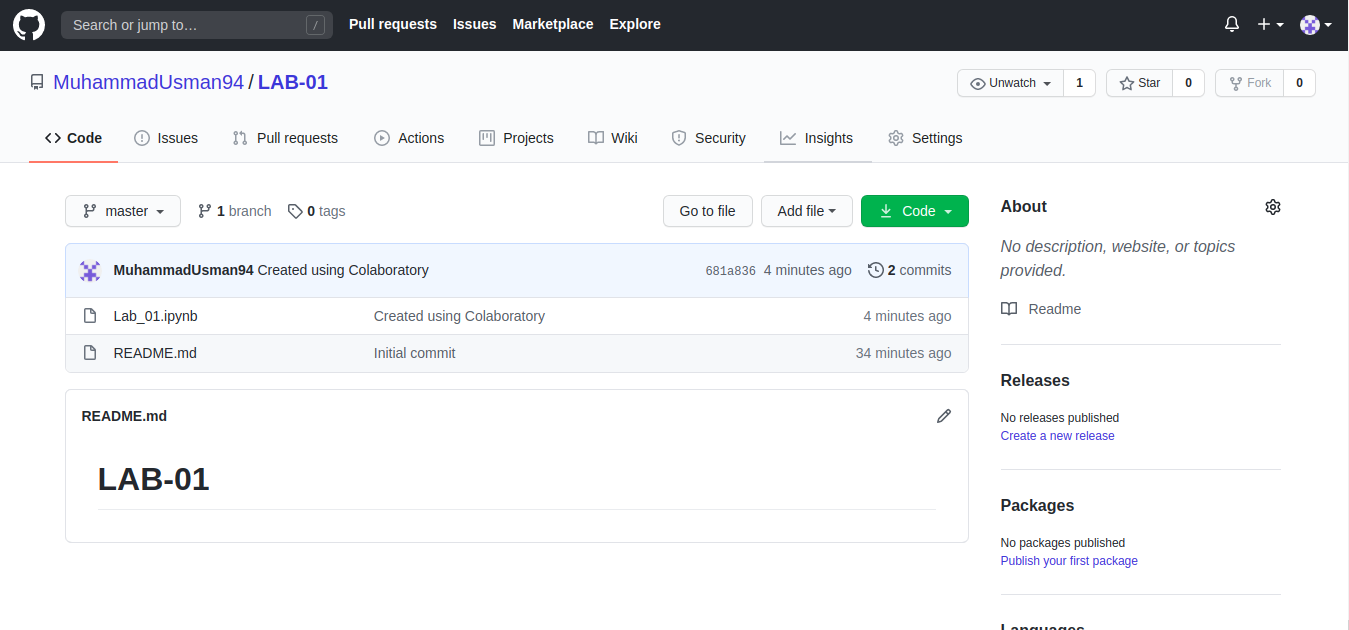 Search or jump to… / Pull requests Issues Marketplace Explore
MuhammadUsman94 / LAB-01 Unwatch 1 Star 0 Fork 0
Code Issues Pull requests Actions Projects Wiki Security Insights Settings
master 1 branch 0 tags Go to file Add file Code
MuhammadUsman94 Created using Colaboratory 681a836 4 minutes ago 2 commits
Lab_01.ipynb Created using Colaboratory 4 minutes ago
README.md Initial commit 34 minutes ago
README.md
LAB-01
About
No description, website, or topics
provided.
Readme
Releases
No releases published
Create a new release
Packages
No packages published
Publish your first package
Languages